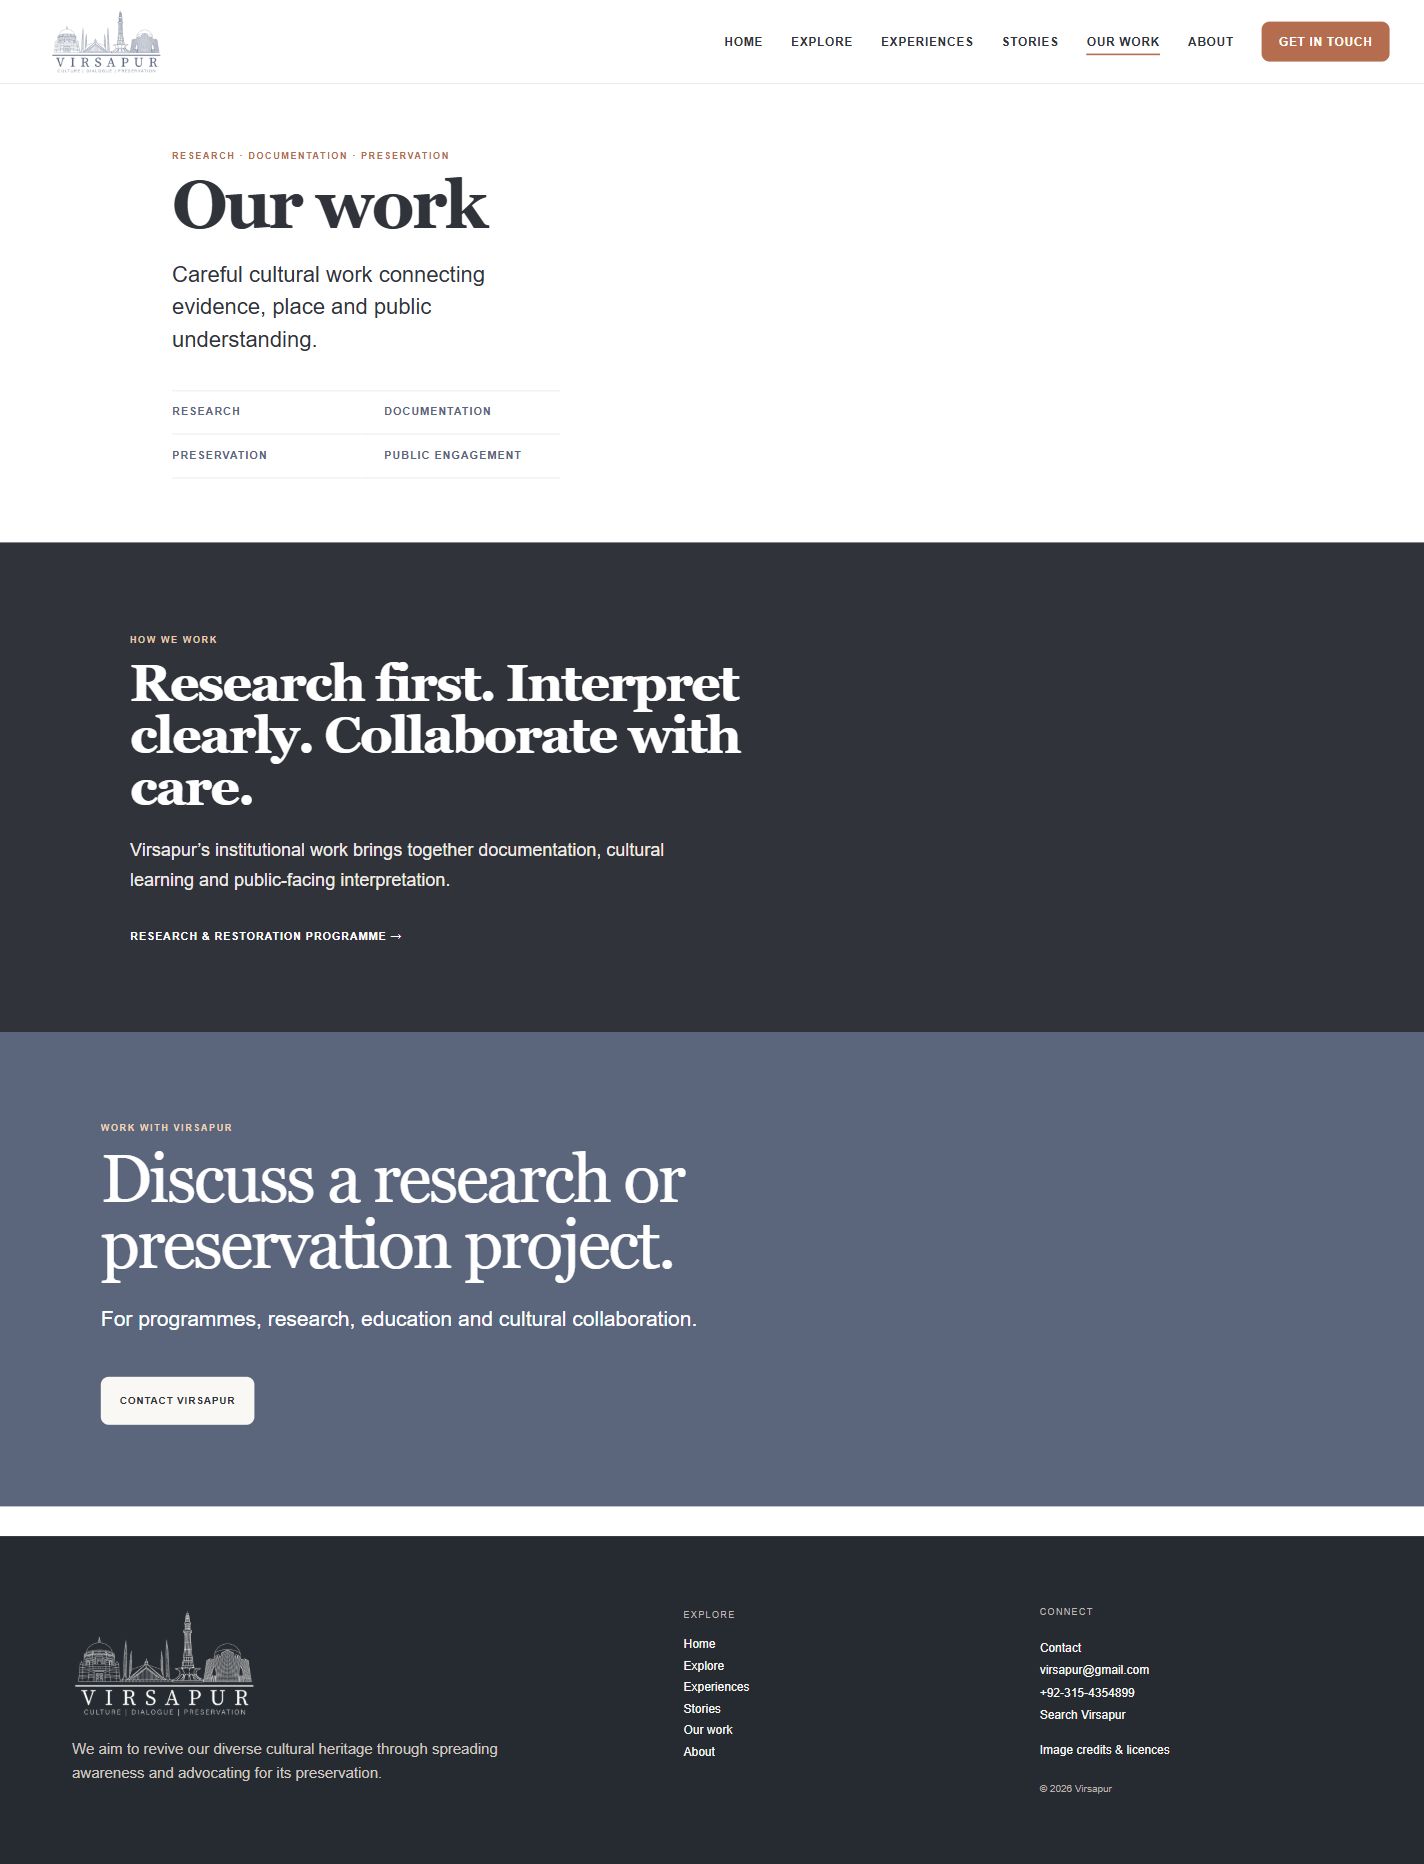 VIRSAPUR
CULTURE | DIALOGUE | PRESERVATION
HOME EXPLORE EXPERIENCES STORIES OUR WORK ABOUT GET IN TOUCH
RESEARCH · DOCUMENTATION · PRESERVATION
Our work
Careful cultural work connecting
evidence, place and public
understanding.
RESEARCH DOCUMENTATION
PRESERVATION PUBLIC ENGAGEMENT
HOW WE WORK
Research first. Interpret
clearly. Collaborate with
care.
Virsapur’s institutional work brings together documentation, cultural
learning and public-facing interpretation.
RESEARCH & RESTORATION PROGRAMME →
WORK WITH VIRSAPUR
Discuss a research or
preservation project.
For programmes, research, education and cultural collaboration.
CONTACT VIRSAPUR
VIRSAPUR
CULTURE | DIALOGUE | PRESERVATION
We aim to revive our diverse cultural heritage through spreading
awareness and advocating for its preservation.
EXPLORE
Home
Explore
Experiences
Stories
Our work
About
CONNECT
Contact
virsapur@gmail.com
+92-315-4354899
Search Virsapur
Image credits & licences
© 2026 Virsapur